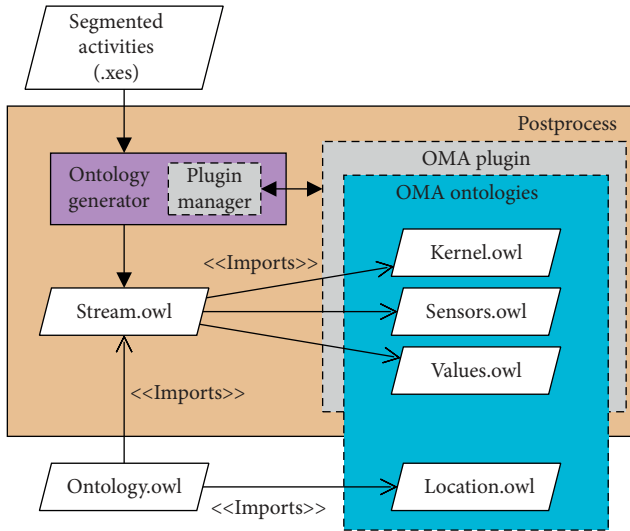 Segmented
activities
(.xes)
Postprocess
OMA plugin
Ontology
generator
Plugin
manager
OMA ontologies
<<Imports>>
Kernel.owl
Stream.owl
Sensors.owl
Values.owl
<<Imports>>
Ontology.owl
<<Imports>>
Location.owl